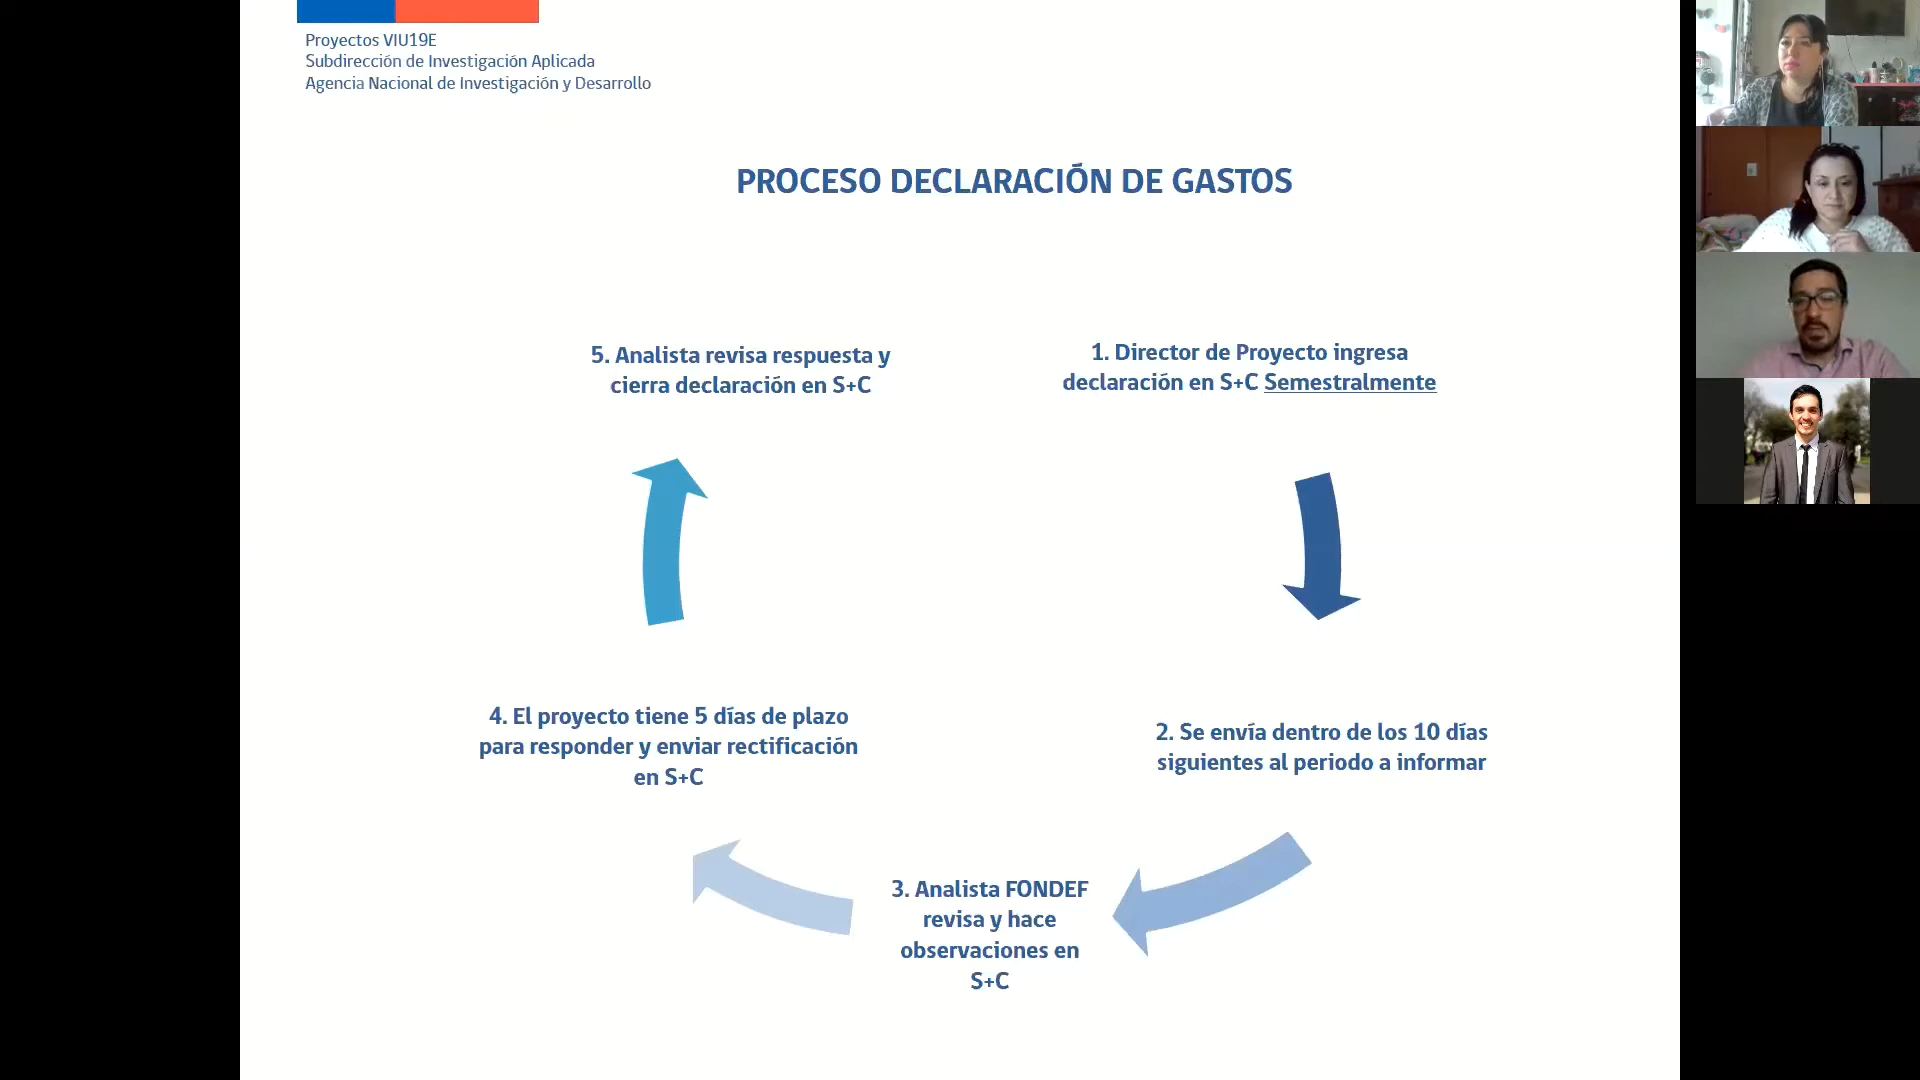 Proyectos VIU19E
Subdirección de Investigación Aplicada
Agencia Nacional de Investigación y Desarrollo
PROCESO DECLARACIÓN DE GASTOS
1. Director de Proyecto ingresa
declaración en S+C Semestralmente
2. Se envía dentro de los 10 días
siguientes al periodo a informar
3. Analista FONDEF
revisa y hace
observaciones en
S+C
4. El proyecto tiene 5 días de plazo
para responder y enviar rectificación
en S+C
5. Analista revisa respuesta y
cierra declaración en S+C